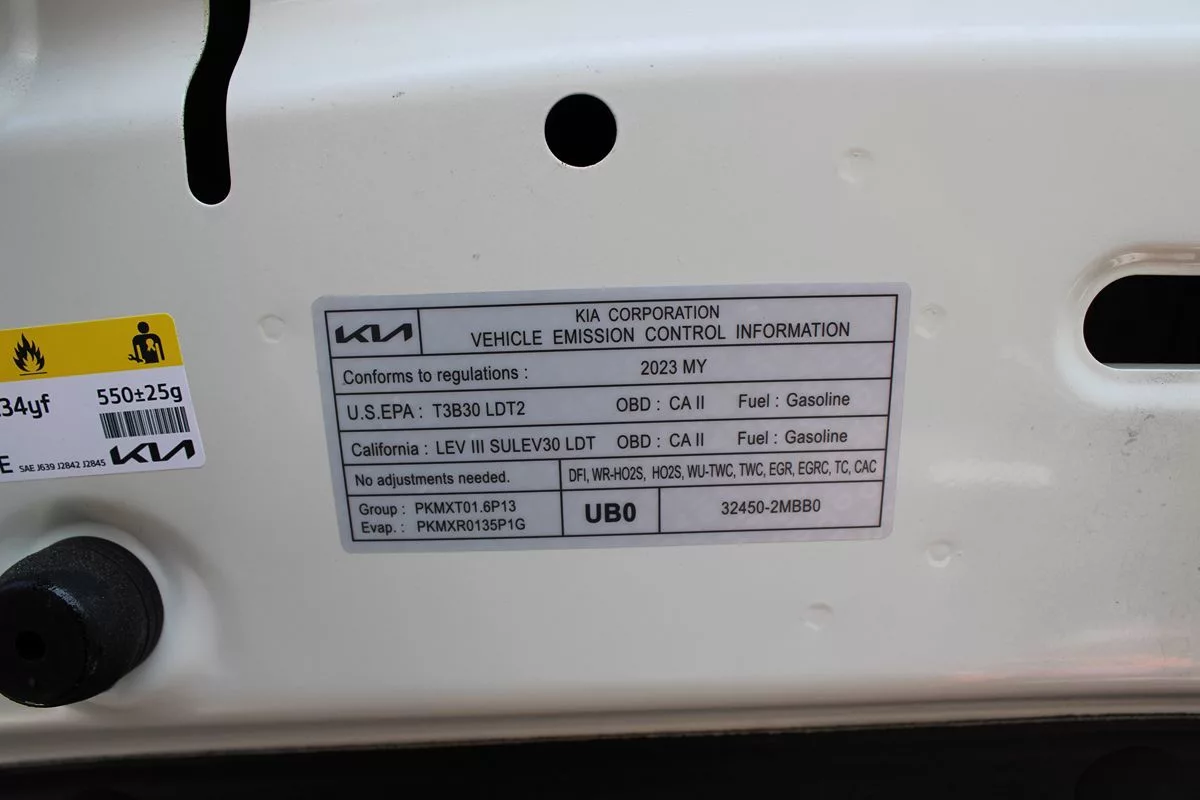 34yf
550±25g
E SAE J639 J2842 J2845
KIA
KIA
KIA CORPORATION
VEHICLE EMISSION CONTROL INFORMATION
Conforms to regulations : 2023 MY
U.S.EPA : T3B30 LDT2 OBD : CA II Fuel : Gasoline
California : LEV III SULEV30 LDT OBD : CA II Fuel : Gasoline
No adjustments needed. DFI, WR-HO2S, HO2S, WU-TWC, TWC, EGR, EGRC, TC, CAC
Group : PKMXT01.6P13
Evap. : PKMXR0135P1G
UB0
32450-2MBB0